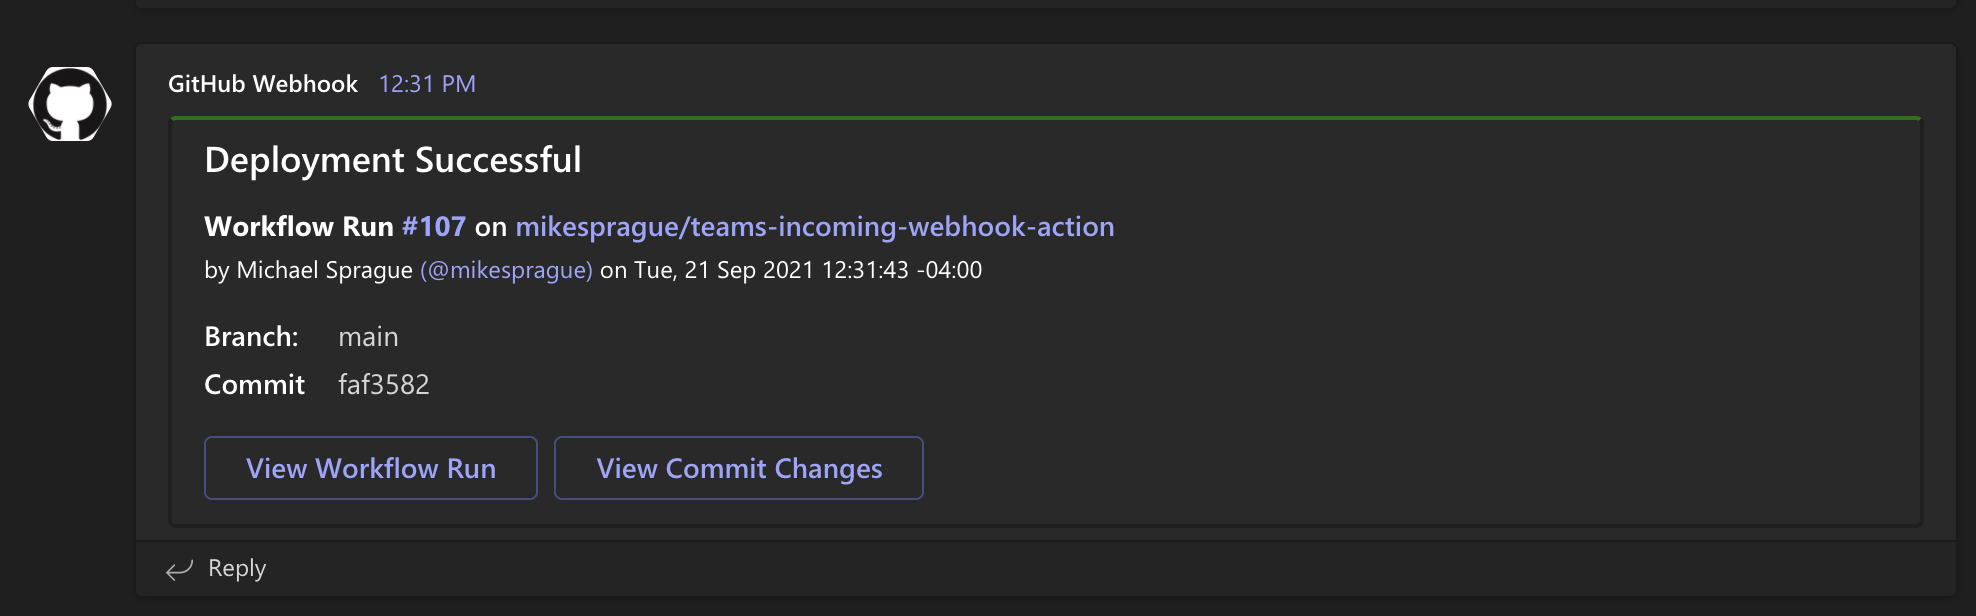 GitHub Webhook 12:31 PM
Deployment Successful
Workflow Run #107 on mikesprague/teams-incoming-webhook-action
by Michael Sprague (@mikesprague) on Tue, 21 Sep 2021 12:31:43 -04:00
Branch: main
Commit faf3582
View Workflow Run View Commit Changes
Reply